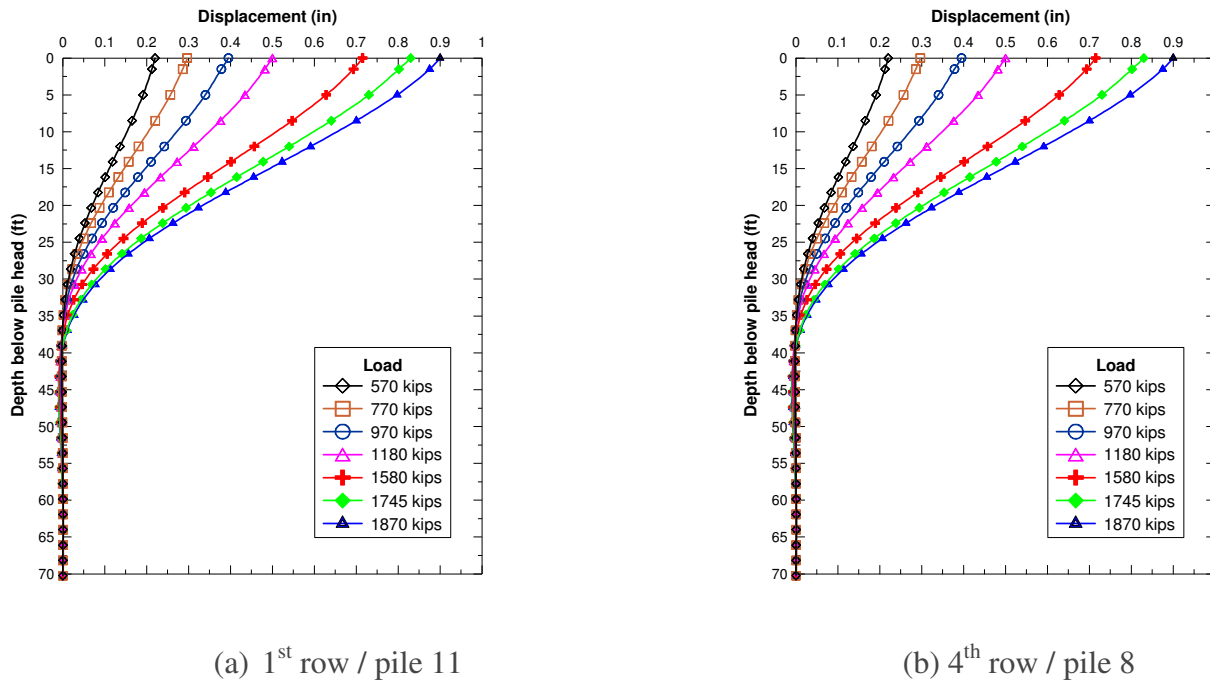 Displacement (in)
0 0.1 0.2 0.3 0.4 0.5 0.6 0.7 0.8 0.9 1
0
5
10
15
20
25
30
35
40
45
50
55
60
65
70
Depth below pile head (ft)
Load
570 kips
770 kips
970 kips
1180 kips
1580 kips
1745 kips
1870 kips
(a) 1st row / pile 11
Displacement (in)
0 0.1 0.2 0.3 0.4 0.5 0.6 0.7 0.8 0.9
0
5
10
15
20
25
30
35
40
45
50
55
60
65
70
Depth below pile head (ft)
Load
570 kips
770 kips
970 kips
1180 kips
1580 kips
1745 kips
1870 kips
(b) 4th row / pile 8